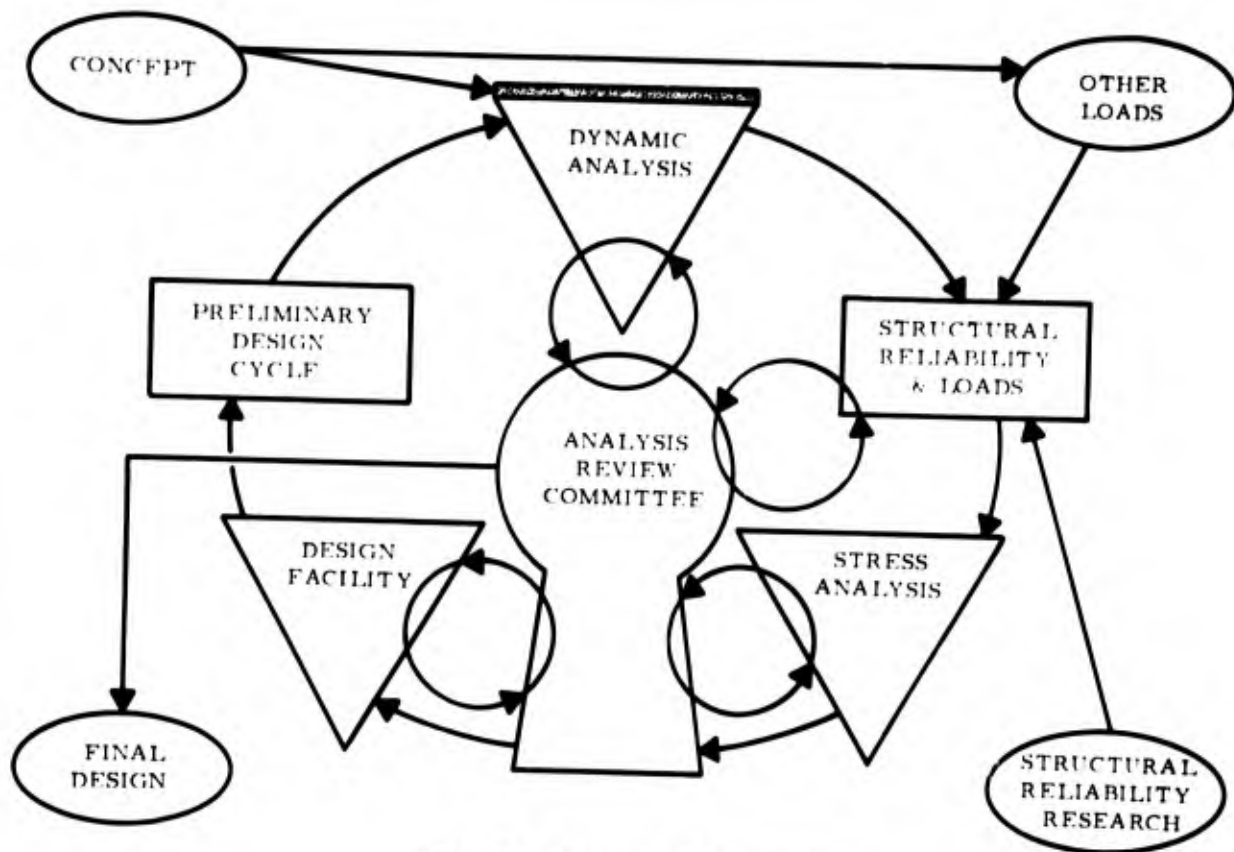 CONCEPT
OTHER
LOADS
DYNAMIC
ANALYSIS
PRELIMINARY
DESIGN
CYCLE
STRUCTURAL
RELIABILITY
& LOADS
ANALYSIS
REVIEW
COMMITTEE
DESIGN
FACILITY
STRESS
ANALYSIS
FINAL
DESIGN
STRUCTURAL
RELIABILITY
RESEARCH